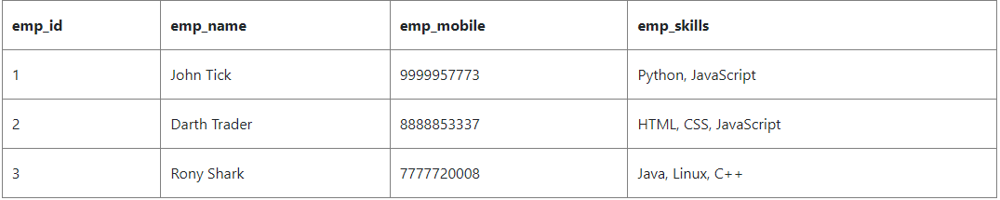 emp_id emp_name emp_mobile emp_skills
1 John Tick 9999957773 Python, JavaScript
2 Darth Trader 8888853337 HTML, CSS, JavaScript
3 Rony Shark 7777720008 Java, Linux, C++